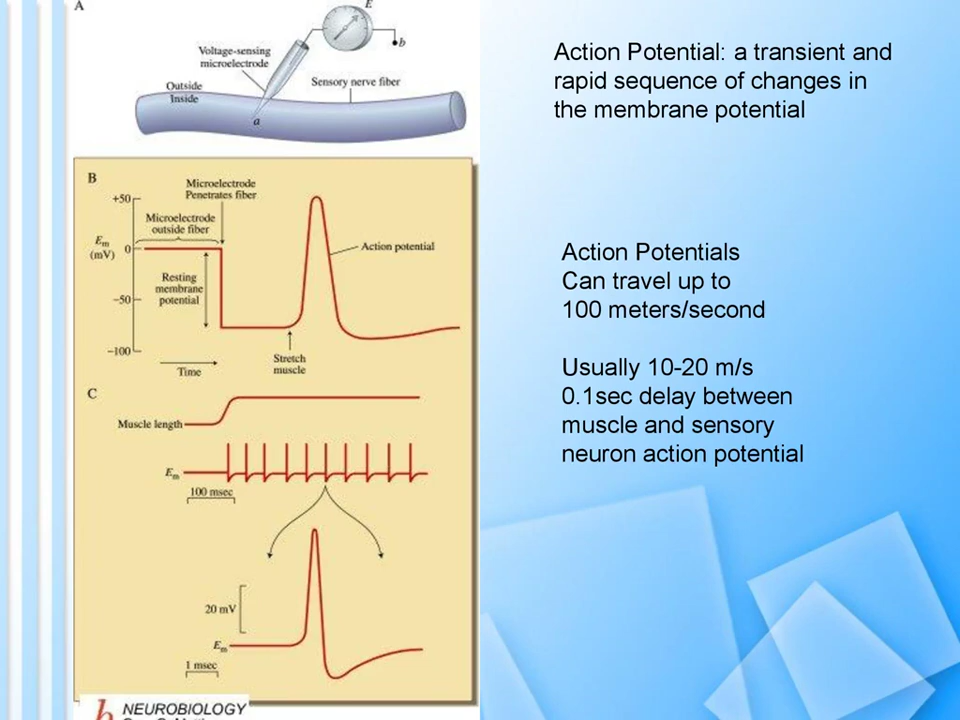 A
E
b
Voltage-sensing
microelectrode
Sensory nerve fiber
Outside
Inside
a
B
Microelectrode
Penetrates fiber
+50
Microelectrode
outside fiber
Em
(mV)
0
Action potential
Resting
membrane
potential
−50
−100
Time
Stretch
muscle
C
Muscle length
Em
100 msec
20 mV
Em
1 msec
NEUROBIOLOGY
Action Potential: a transient and
rapid sequence of changes in
the membrane potential
Action Potentials
Can travel up to
100 meters/second
Usually 10-20 m/s
0.1sec delay between
muscle and sensory
neuron action potential